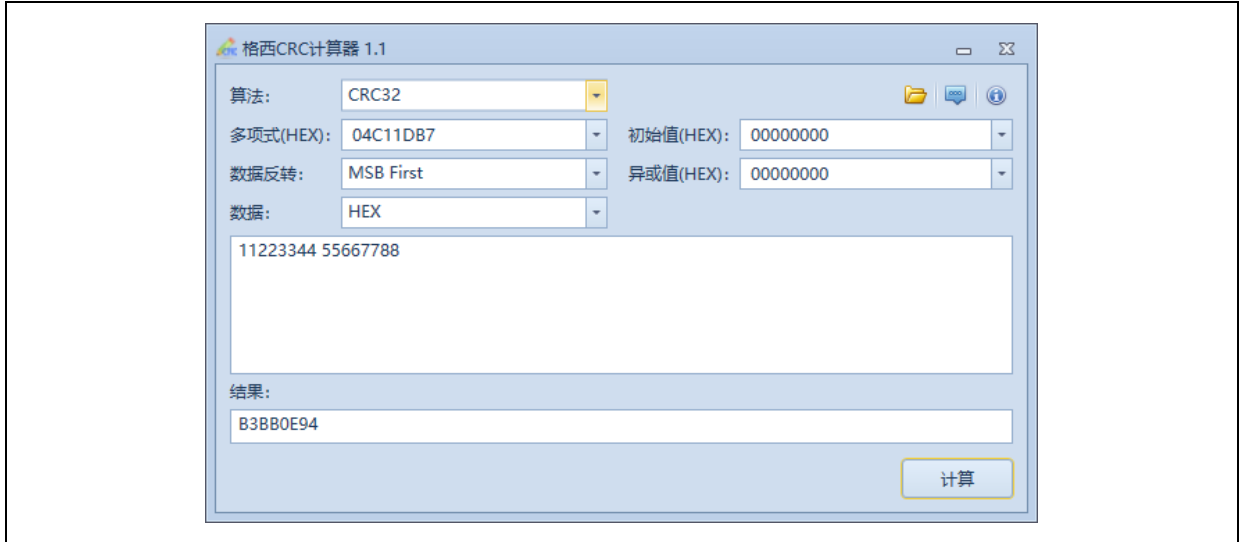 格西CRC计算器 1.1
算法： CRC32
多项式(HEX)： 04C11DB7 初始值(HEX)： 00000000
数据反转： MSB First 异或值(HEX)： 00000000
数据： HEX
11223344 55667788
结果：
B3BB0E94
计算